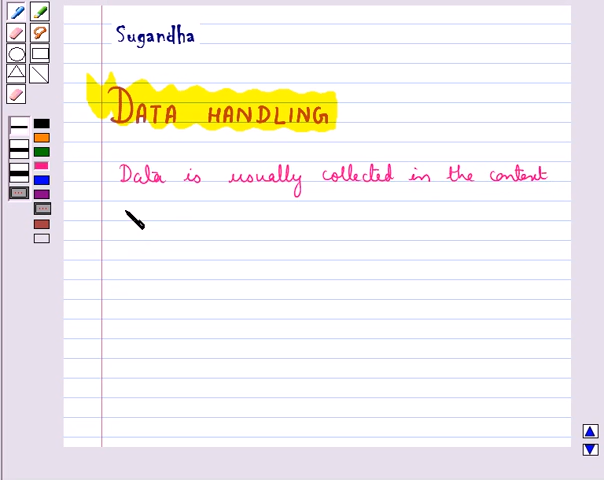 Sugandha
DATA HANDLING
Data is usually collected in the context